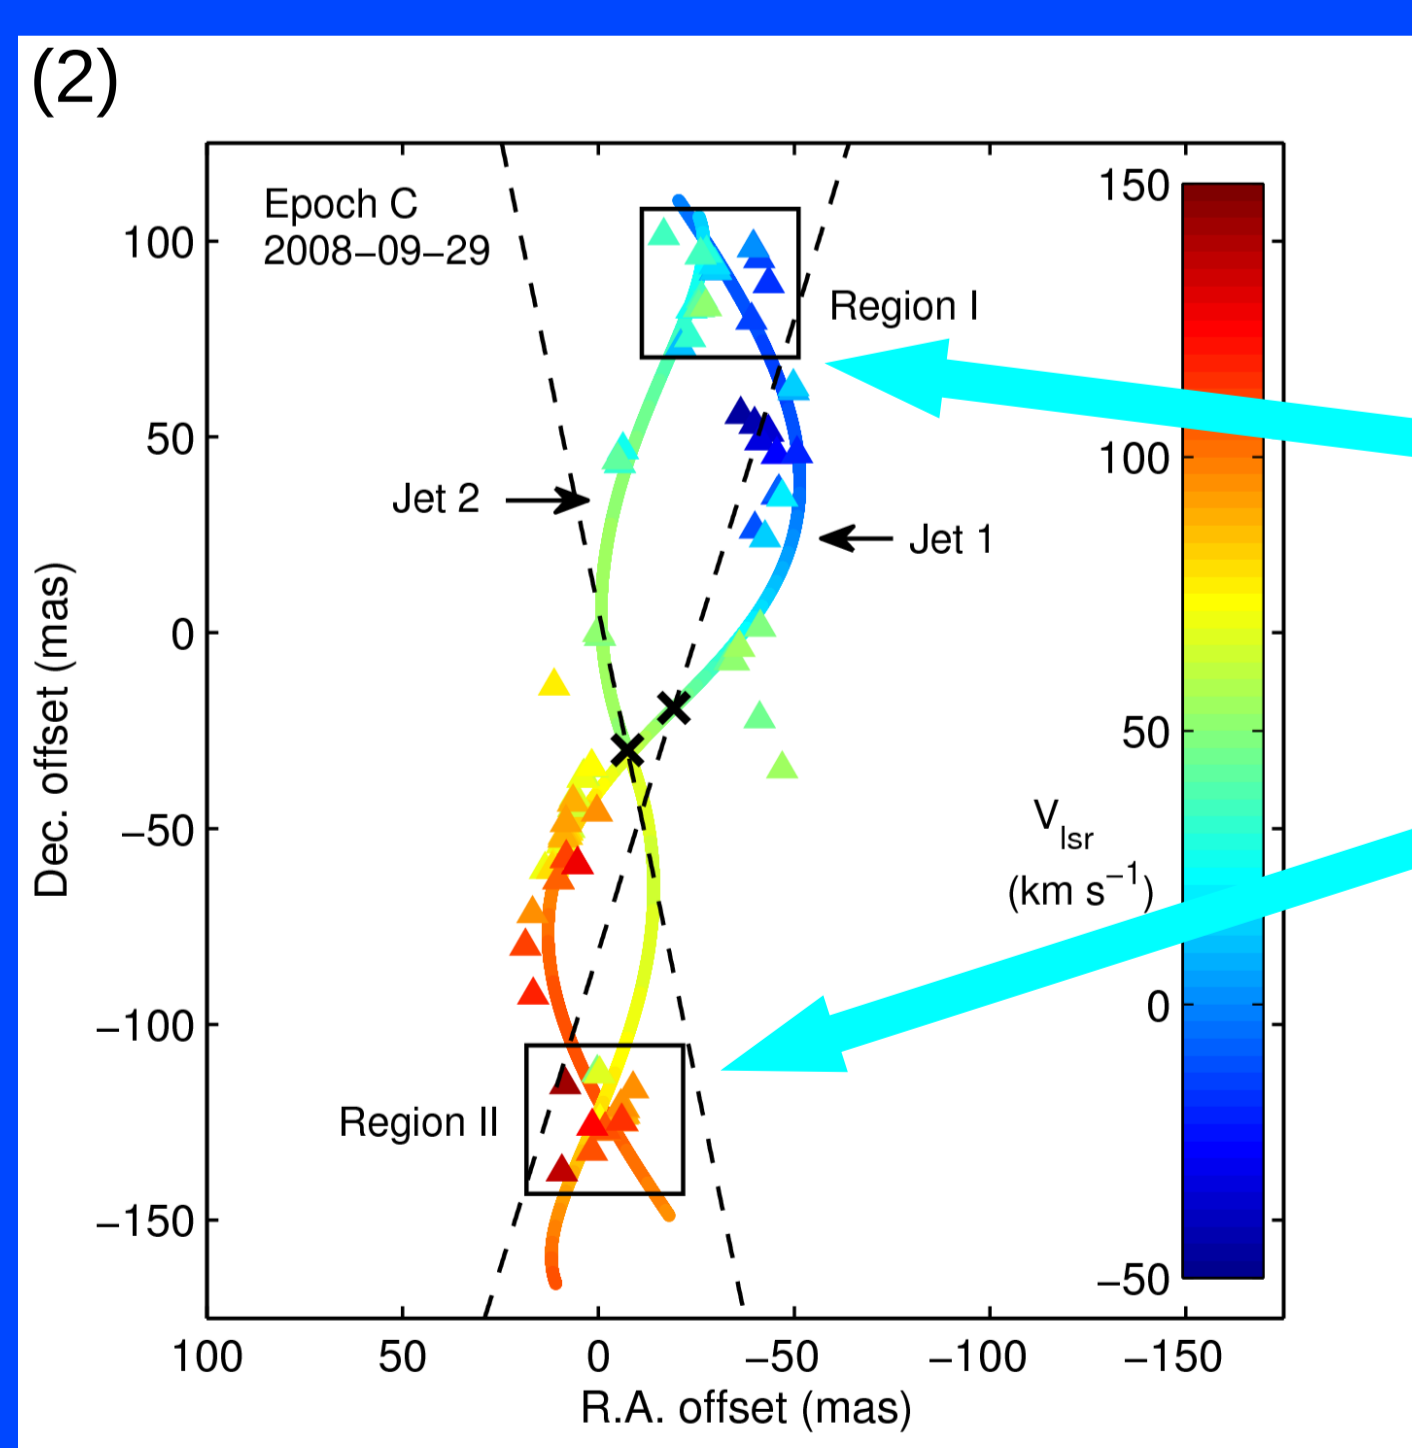 (2)
Epoch C
2008−09−29
Region I
Jet 2
Jet 1
Region II
V_lsr
(km s⁻¹)
150
100
50
0
−50
Dec. offset (mas)
100
50
0
−50
−100
−150
100 50 0 −50 −100 −150
R.A. offset (mas)